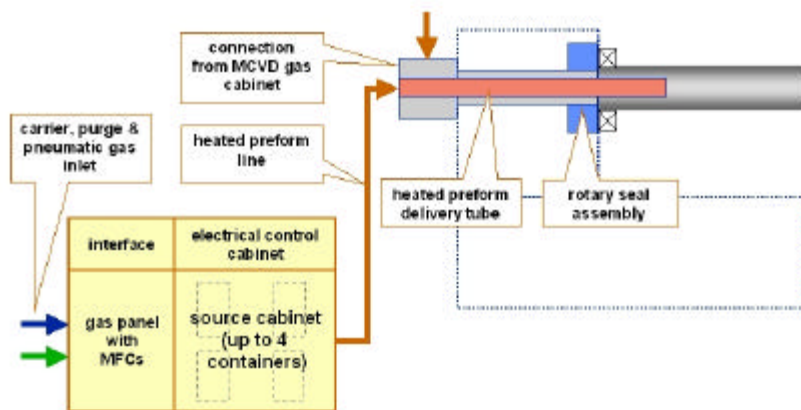 connection
from MCVD gas
cabinet
carrier, purge &
pneumatic gas
inlet
heated preform
line
heated preform
delivery tube
rotary seal
assembly
interface
electrical control
cabinet
gas panel
with
MFCs
source cabinet
(up to 4
containers)